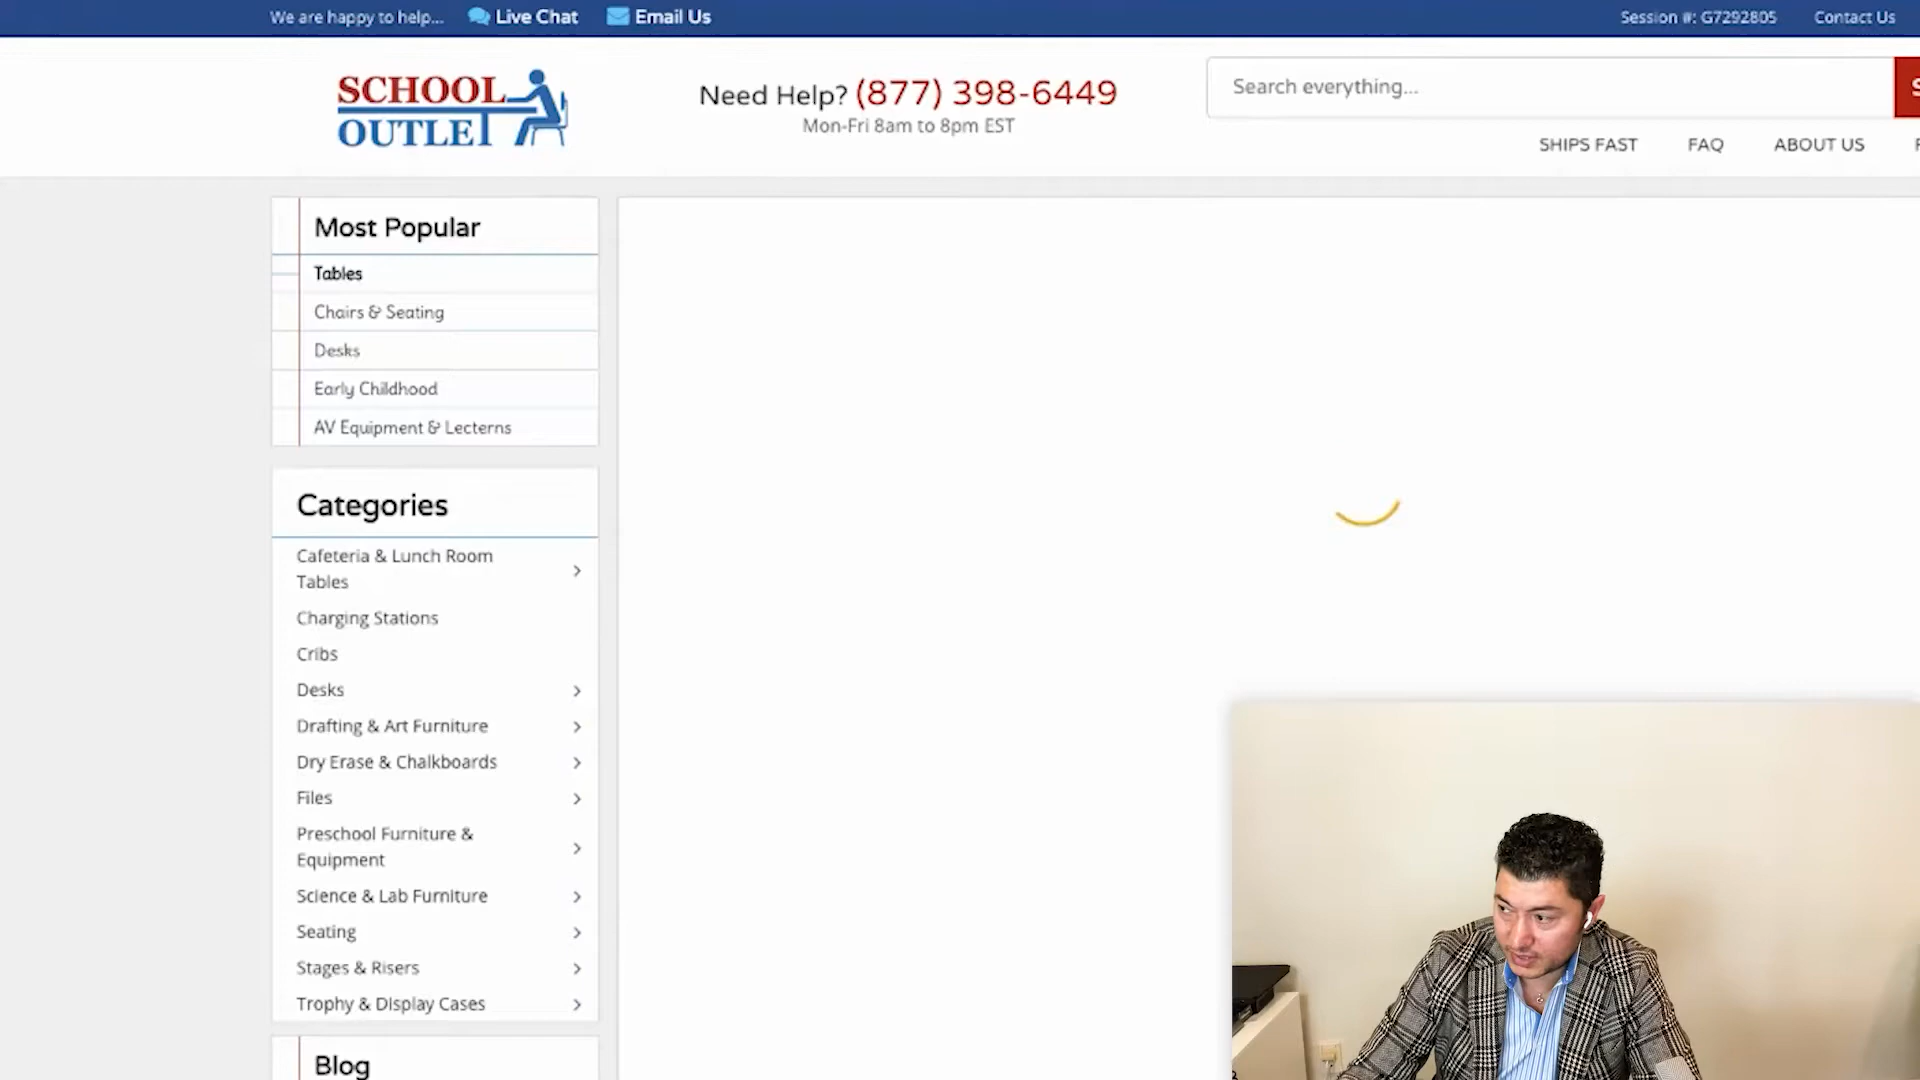 We are happy to help...
Live Chat
Email Us
Session #: G7292805
Contact Us
SCHOOL
OUTLET
Need Help? (877) 398-6449
Mon-Fri 8am to 8pm EST
Search everything...
SHIPS FAST
FAQ
ABOUT US
Most Popular
Tables
Chairs & Seating
Desks
Early Childhood
AV Equipment & Lecterns
Categories
Cafeteria & Lunch Room
Tables
Charging Stations
Cribs
Desks
Drafting & Art Furniture
Dry Erase & Chalkboards
Files
Preschool Furniture &
Equipment
Science & Lab Furniture
Seating
Stages & Risers
Trophy & Display Cases
Blog